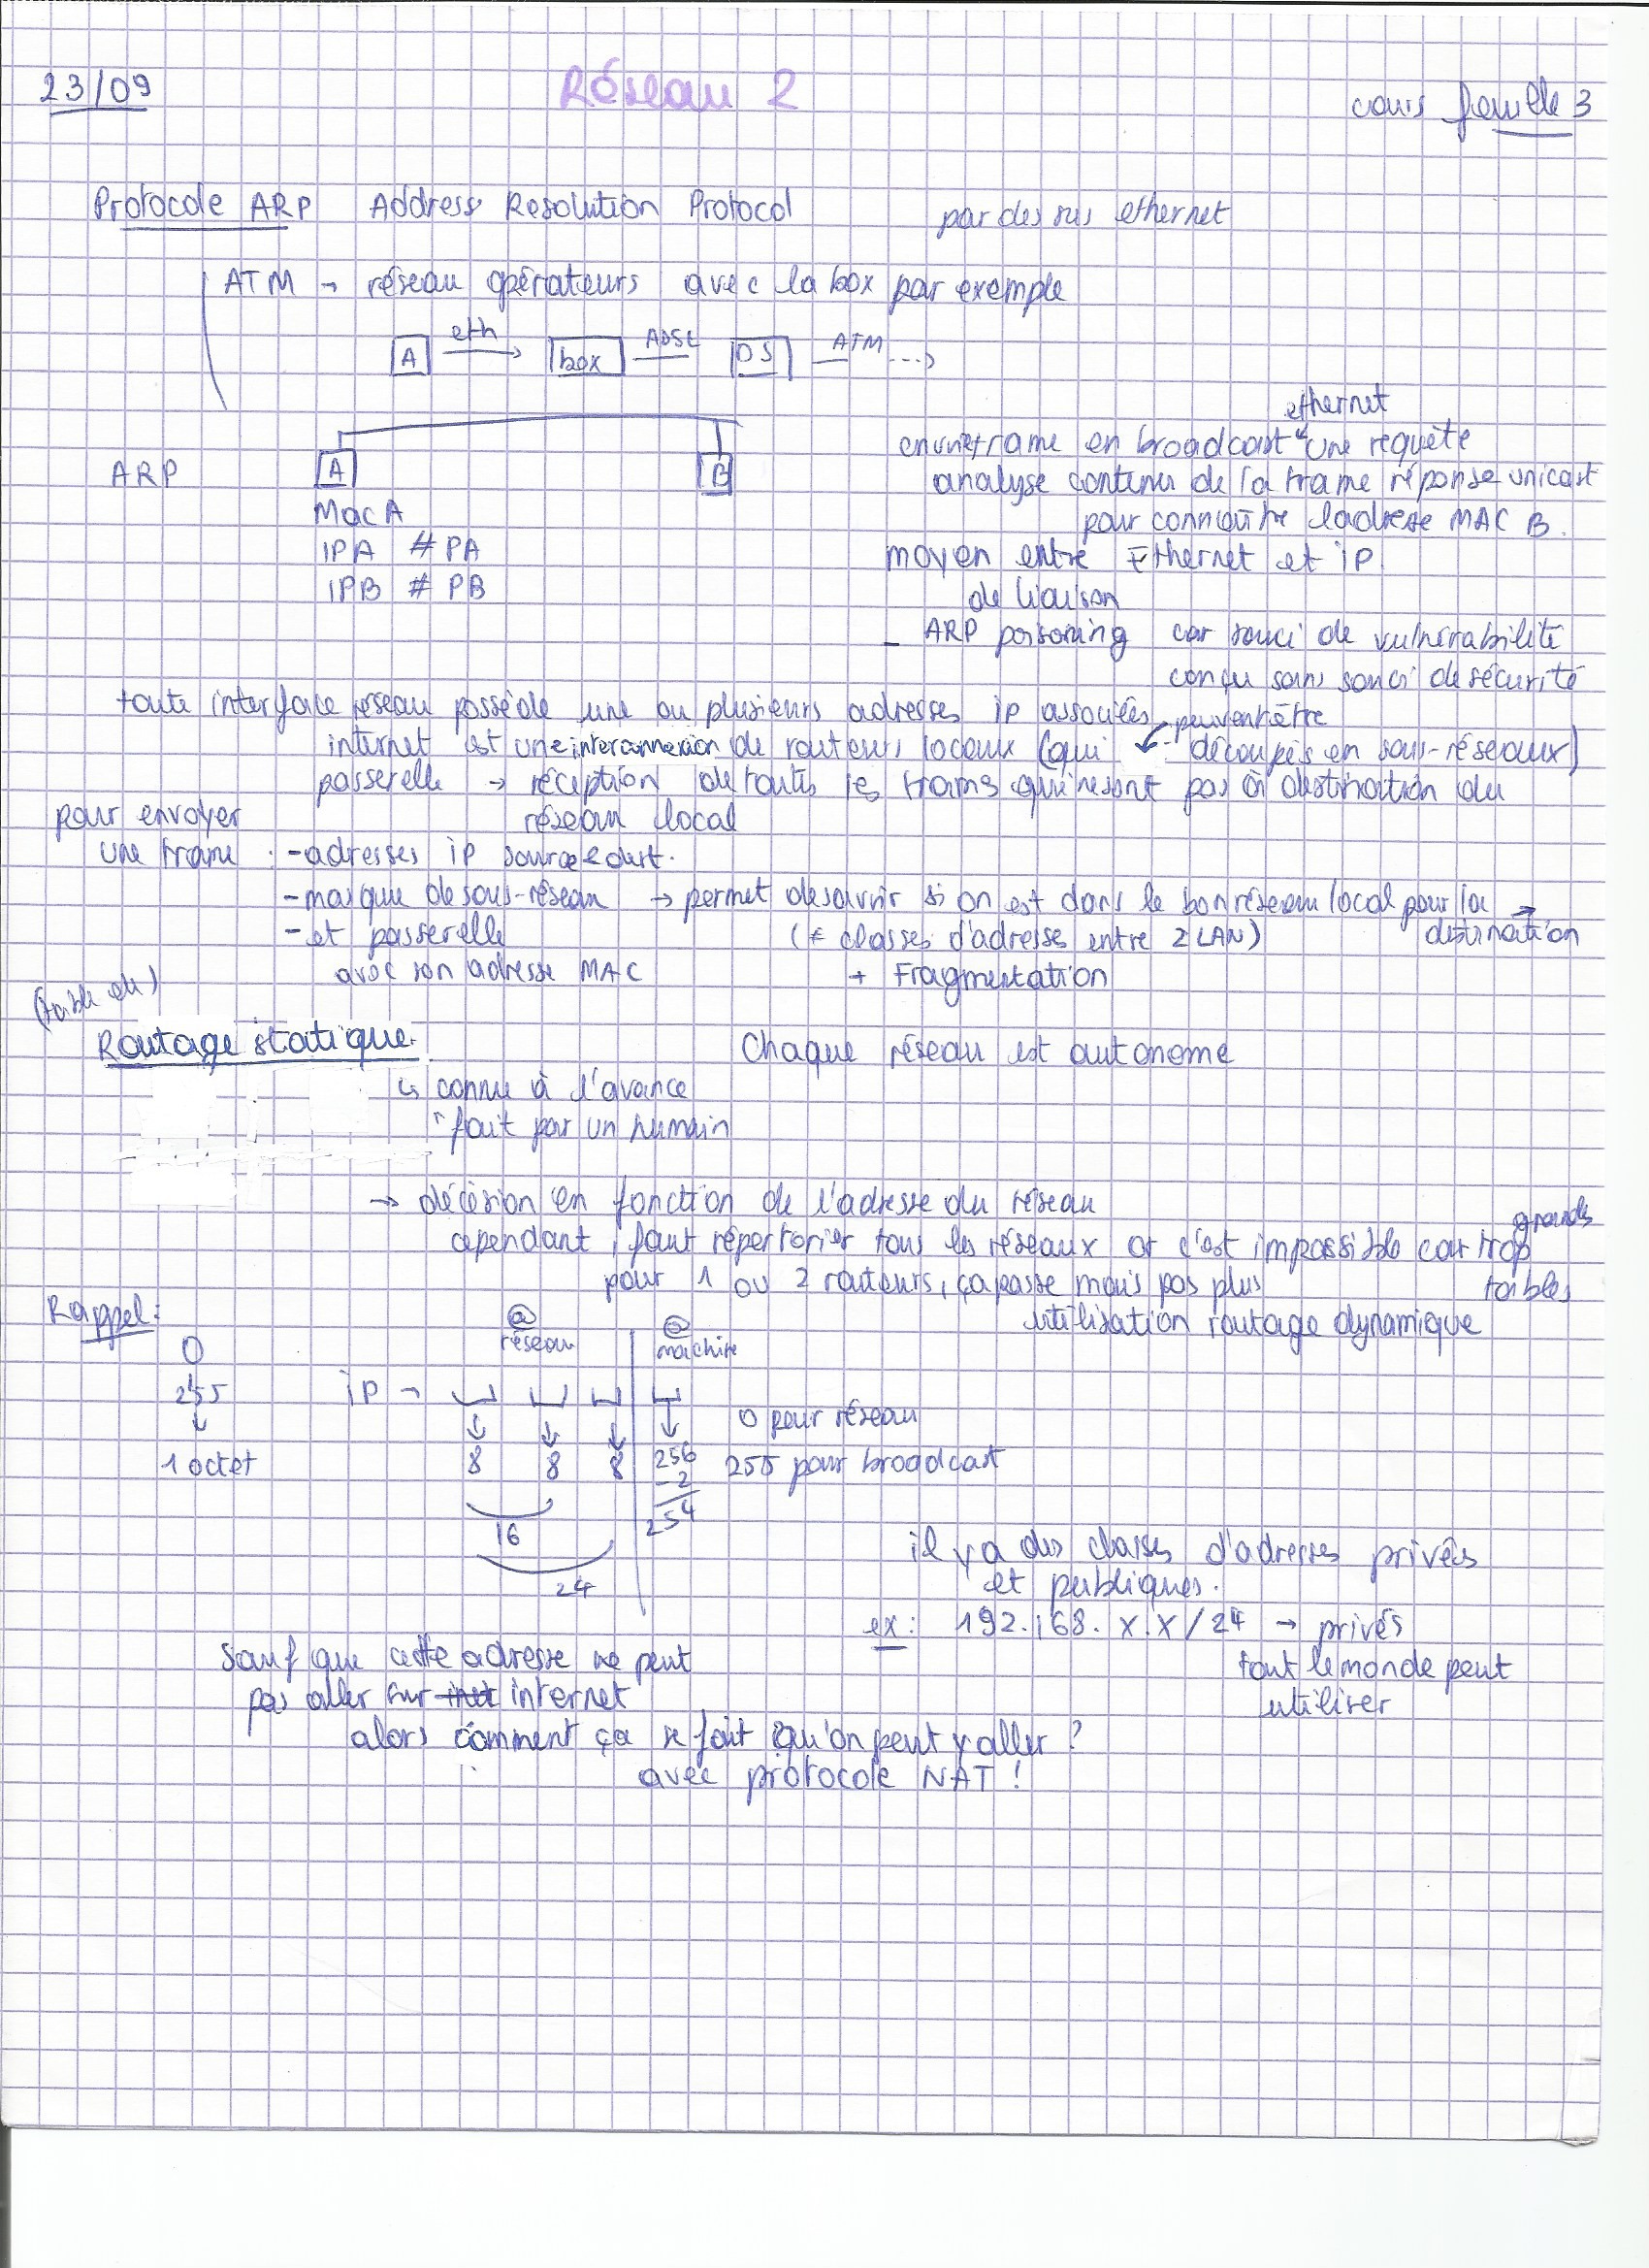 23/09
Réseau 2
cours feuille 3
Protocole ARP Address Resolution Protocol par dessus ethernet
ATM → réseau opérateurs avec la box par exemple
A eth box ADSL DS ATM
ethernet
ARP A B
envoie trame en broadcast une requête
analyse contenu de la trame réponse unicast
pour connaître l'adresse MAC B.
Mac A
IPA # PA
IPB # PB
moyen entre Ethernet et iP
de liaison
- ARP poisoning car souci de vulnérabilité
conçu sans souci de sécurité
toute interface réseau possède une ou plusieurs adresses ip associées peuvent être
internet est une interconnexion de routeurs locaux (qui découpés en sous-réseaux)
passerelle → réception de toutes les trames qui ne sont pas à destination du
réseau local
pour envoyer
une trame : - adresses ip source & dest.
- masque de sous-réseau → permet de savoir si on est dans le bon réseau local pour la →
destination
- et passerelle (≠ classes d'adresse entre 2 LAN)
avec son adresse MAC + Fragmentation
(table du)
Routage statique. Chaque réseau est autonome
↳ connue à l'avance
fait par un humain
→ décision en fonction de l'adresse du réseau
cependant, faut répertorier tous les réseaux or c'est impossible car trop
grandes
tables
pour 1 ou 2 routeurs, ça passe mais pas plus
utilisation routage dynamique
Rappel :
@ réseau @ machine
0
255 ip →
↓
1 octet 8 8 8 256
- 2
254
0 pour réseau
255 pour broadcast
16
24
il y a des classes d'adresses privées
et publiques.
ex : 192.168.X.X/24 → privés
tout le monde peut
utiliser
Sauf que cette adresse ne peut
pas aller sur internet
alors comment ça se fait qu'on peut y aller ?
avec protocole NAT !